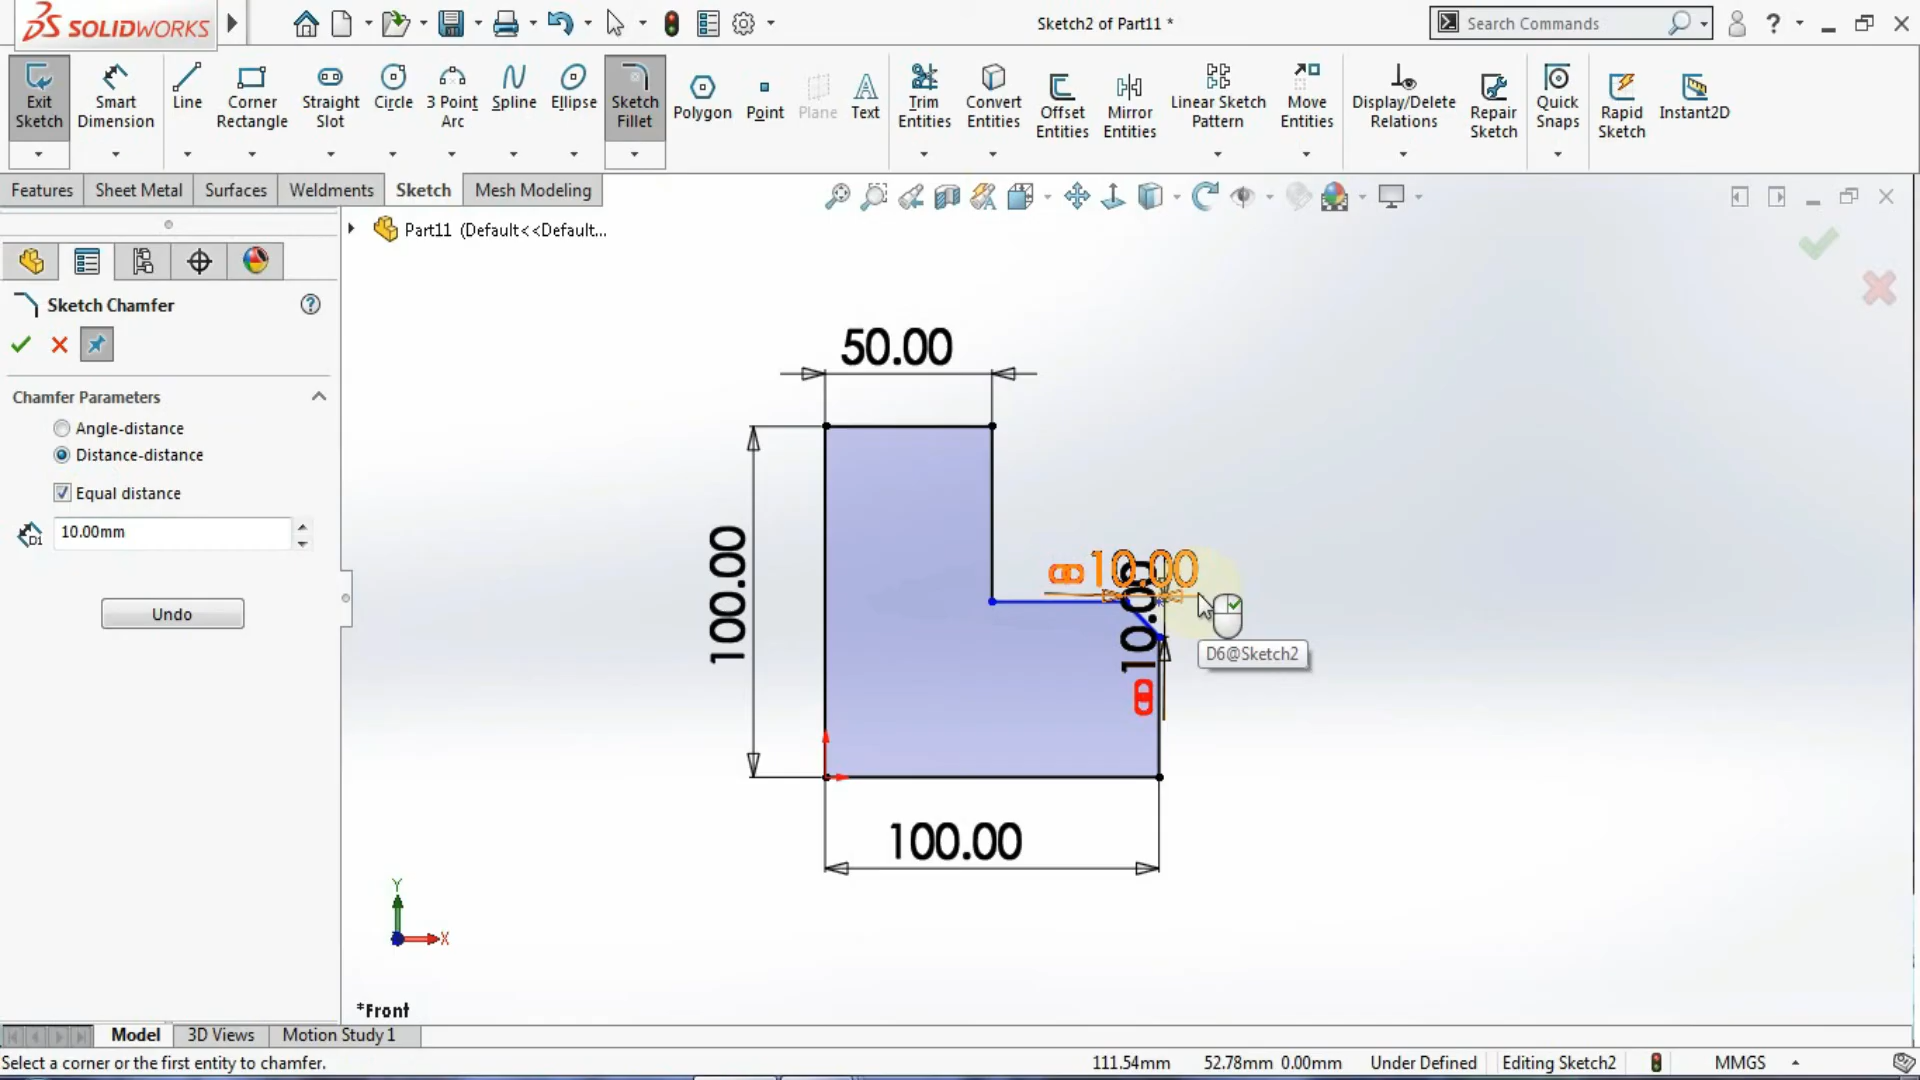 SOLIDWORKS
Sketch2 of Part11 *
Search Commands
?
Exit Sketch
Smart Dimension
Line
Corner Rectangle
Straight Slot
Circle
3 Point Arc
Spline
Ellipse
Sketch Fillet
Polygon
Point
Plane
Text
Trim Entities
Convert Entities
Offset Entities
Mirror Entities
Linear Sketch Pattern
Move Entities
Display/Delete Relations
Repair Sketch
Quick Snaps
Rapid Sketch
Instant2D
Features
Sheet Metal
Surfaces
Weldments
Sketch
Mesh Modeling
Part11 (Default<<Default...
Sketch Chamfer
?
Chamfer Parameters
Angle-distance
Distance-distance
Equal distance
D1
10.00mm
Undo
50.00
100.00
10.00
10.00
D6@Sketch2
100.00
Y
X
*Front
Model
3D Views
Motion Study 1
Select a corner or the first entity to chamfer.
111.54mm
52.78mm 0.00mm
Under Defined
Editing Sketch2
MMGS